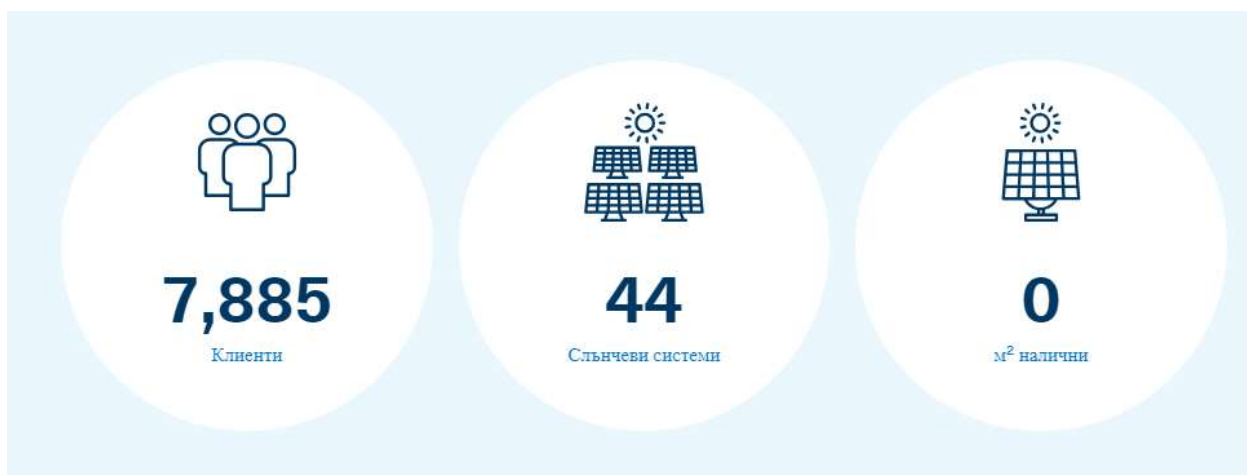 7,885
Клиенти
44
Слънчеви системи
0
м² налични